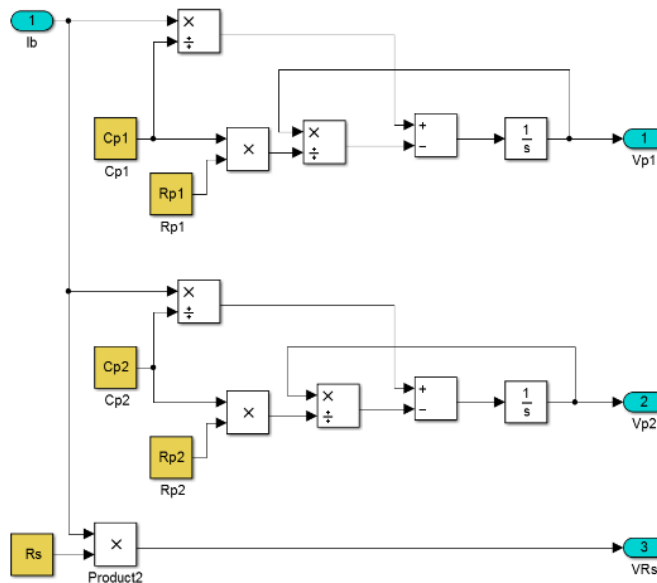 1
Ib
×
÷
Cp1
Cp1
×
Rp1
Rp1
×
÷
+
−
1
s
1
Vp1
×
÷
Cp2
Cp2
×
Rp2
Rp2
×
÷
+
−
1
s
2
Vp2
Rs
×
Product2
3
VRs